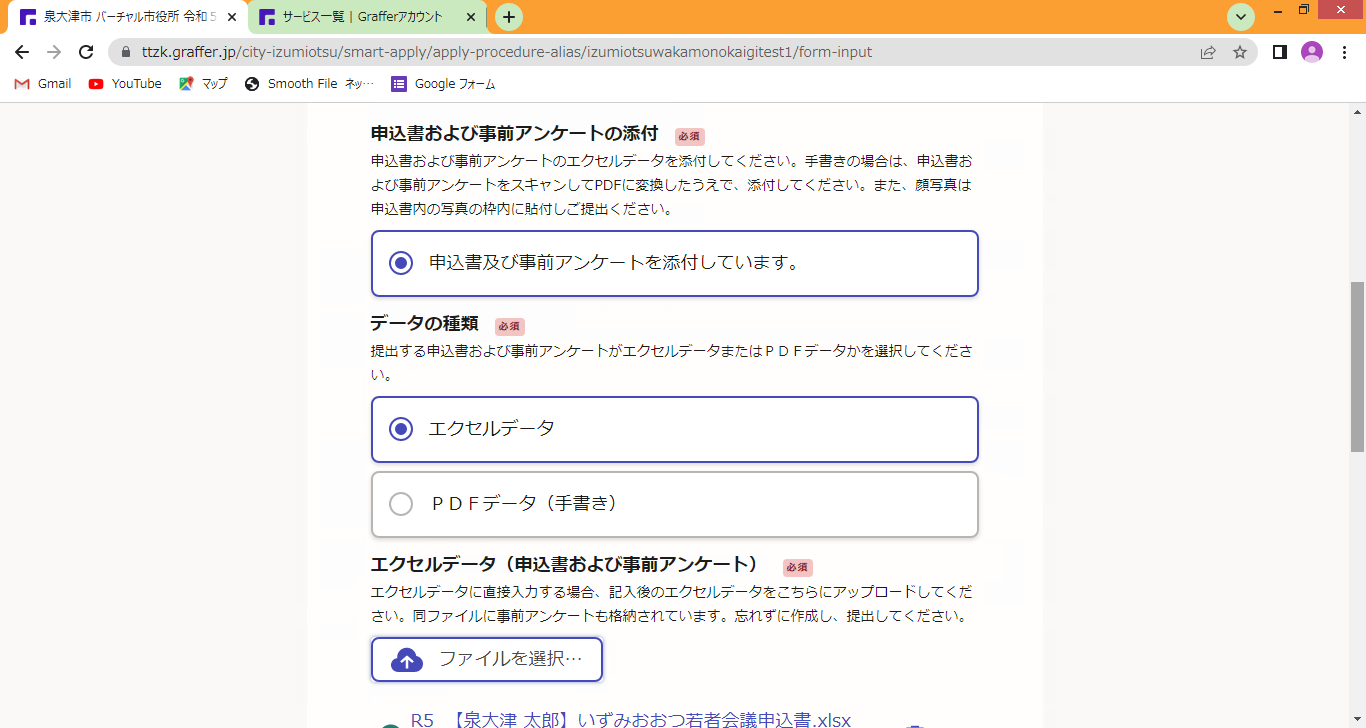 泉大津市 バーチャル市役所 令和５
サービス一覧 | Grafferアカウント
ttzk.graffer.jp/city-izumiotsu/smart-apply/apply-procedure-alias/izumiotsuwakamonokaigitest1/form-input
Gmail YouTube マップ Smooth File ネッ… Google フォーム
申込書および事前アンケートの添付 必須
申込書および事前アンケートのエクセルデータを添付してください。手書きの場合は、申込書お
よび事前アンケートをスキャンしてPDFに変換したうえで、添付してください。また、顔写真は
申込書内の写真の枠内に貼付しご提出ください。
申込書及び事前アンケートを添付しています。
データの種類 必須
提出する申込書および事前アンケートがエクセルデータまたはＰＤＦデータかを選択してくださ
い。
エクセルデータ
ＰＤＦデータ（手書き）
エクセルデータ（申込書および事前アンケート） 必須
エクセルデータに直接入力する場合、記入後のエクセルデータをこちらにアップロードしてくだ
さい。同ファイルに事前アンケートも格納されています。忘れずに作成し、提出してください。
ファイルを選択…
R5 【泉大津 太郎】いずみおおつ若者会議申込書.xlsx